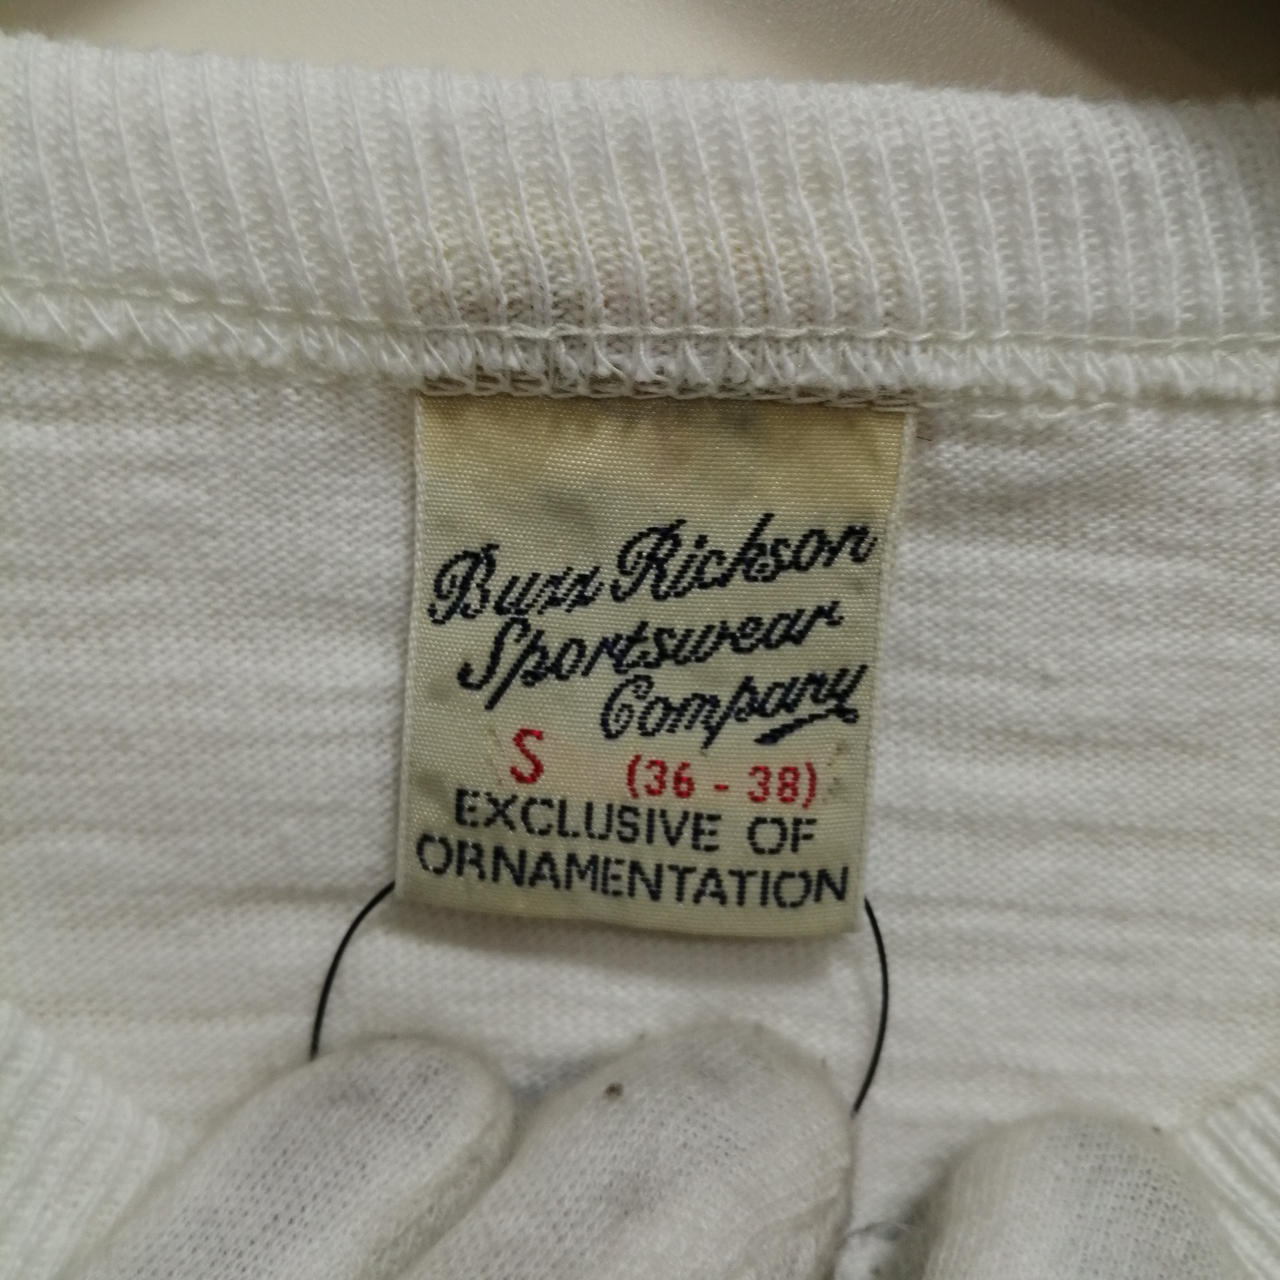 Buzz Rickson
Sportswear
Company
S (36 - 38)
EXCLUSIVE OF
ORNAMENTATION